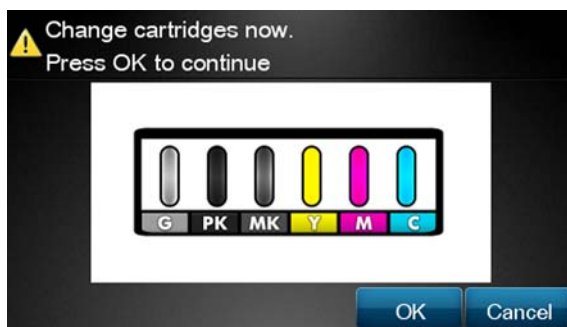 Change cartridges now.
Press OK to continue
G PK MK Y M C
OK Cancel